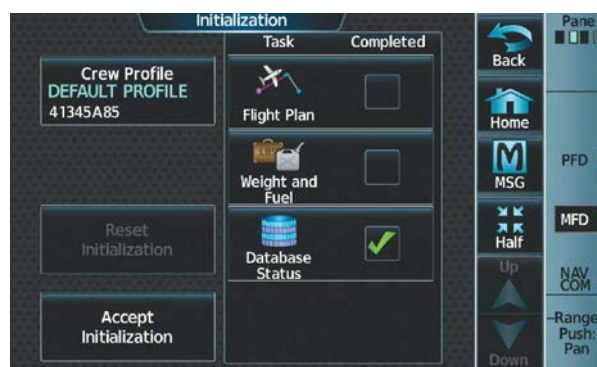 Initialization
Task Completed
Crew Profile
DEFAULT PROFILE
41345A85
Flight Plan
Weight and
Fuel
Reset
Initialization
Database
Status
Accept
Initialization
Back
Home
MSG
Half
Up
Down
Pane
PFD
MFD
NAV
COM
Range
Push:
Pan